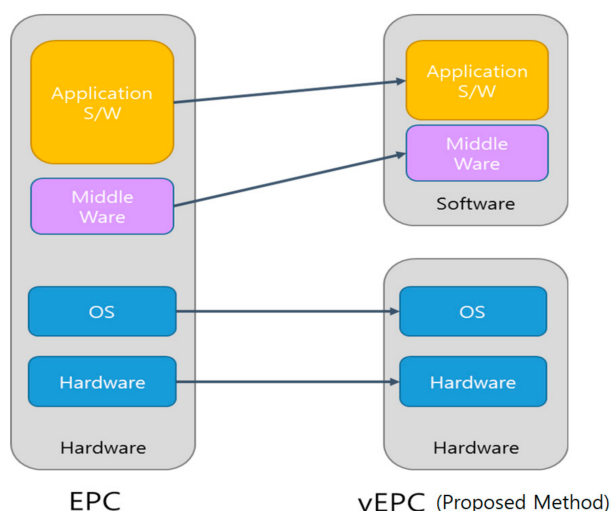 Application
S/W
Middle
Ware
OS
Hardware
Hardware
EPC
Application
S/W
Middle
Ware
Software
OS
Hardware
Hardware
vEPC (Proposed Method)